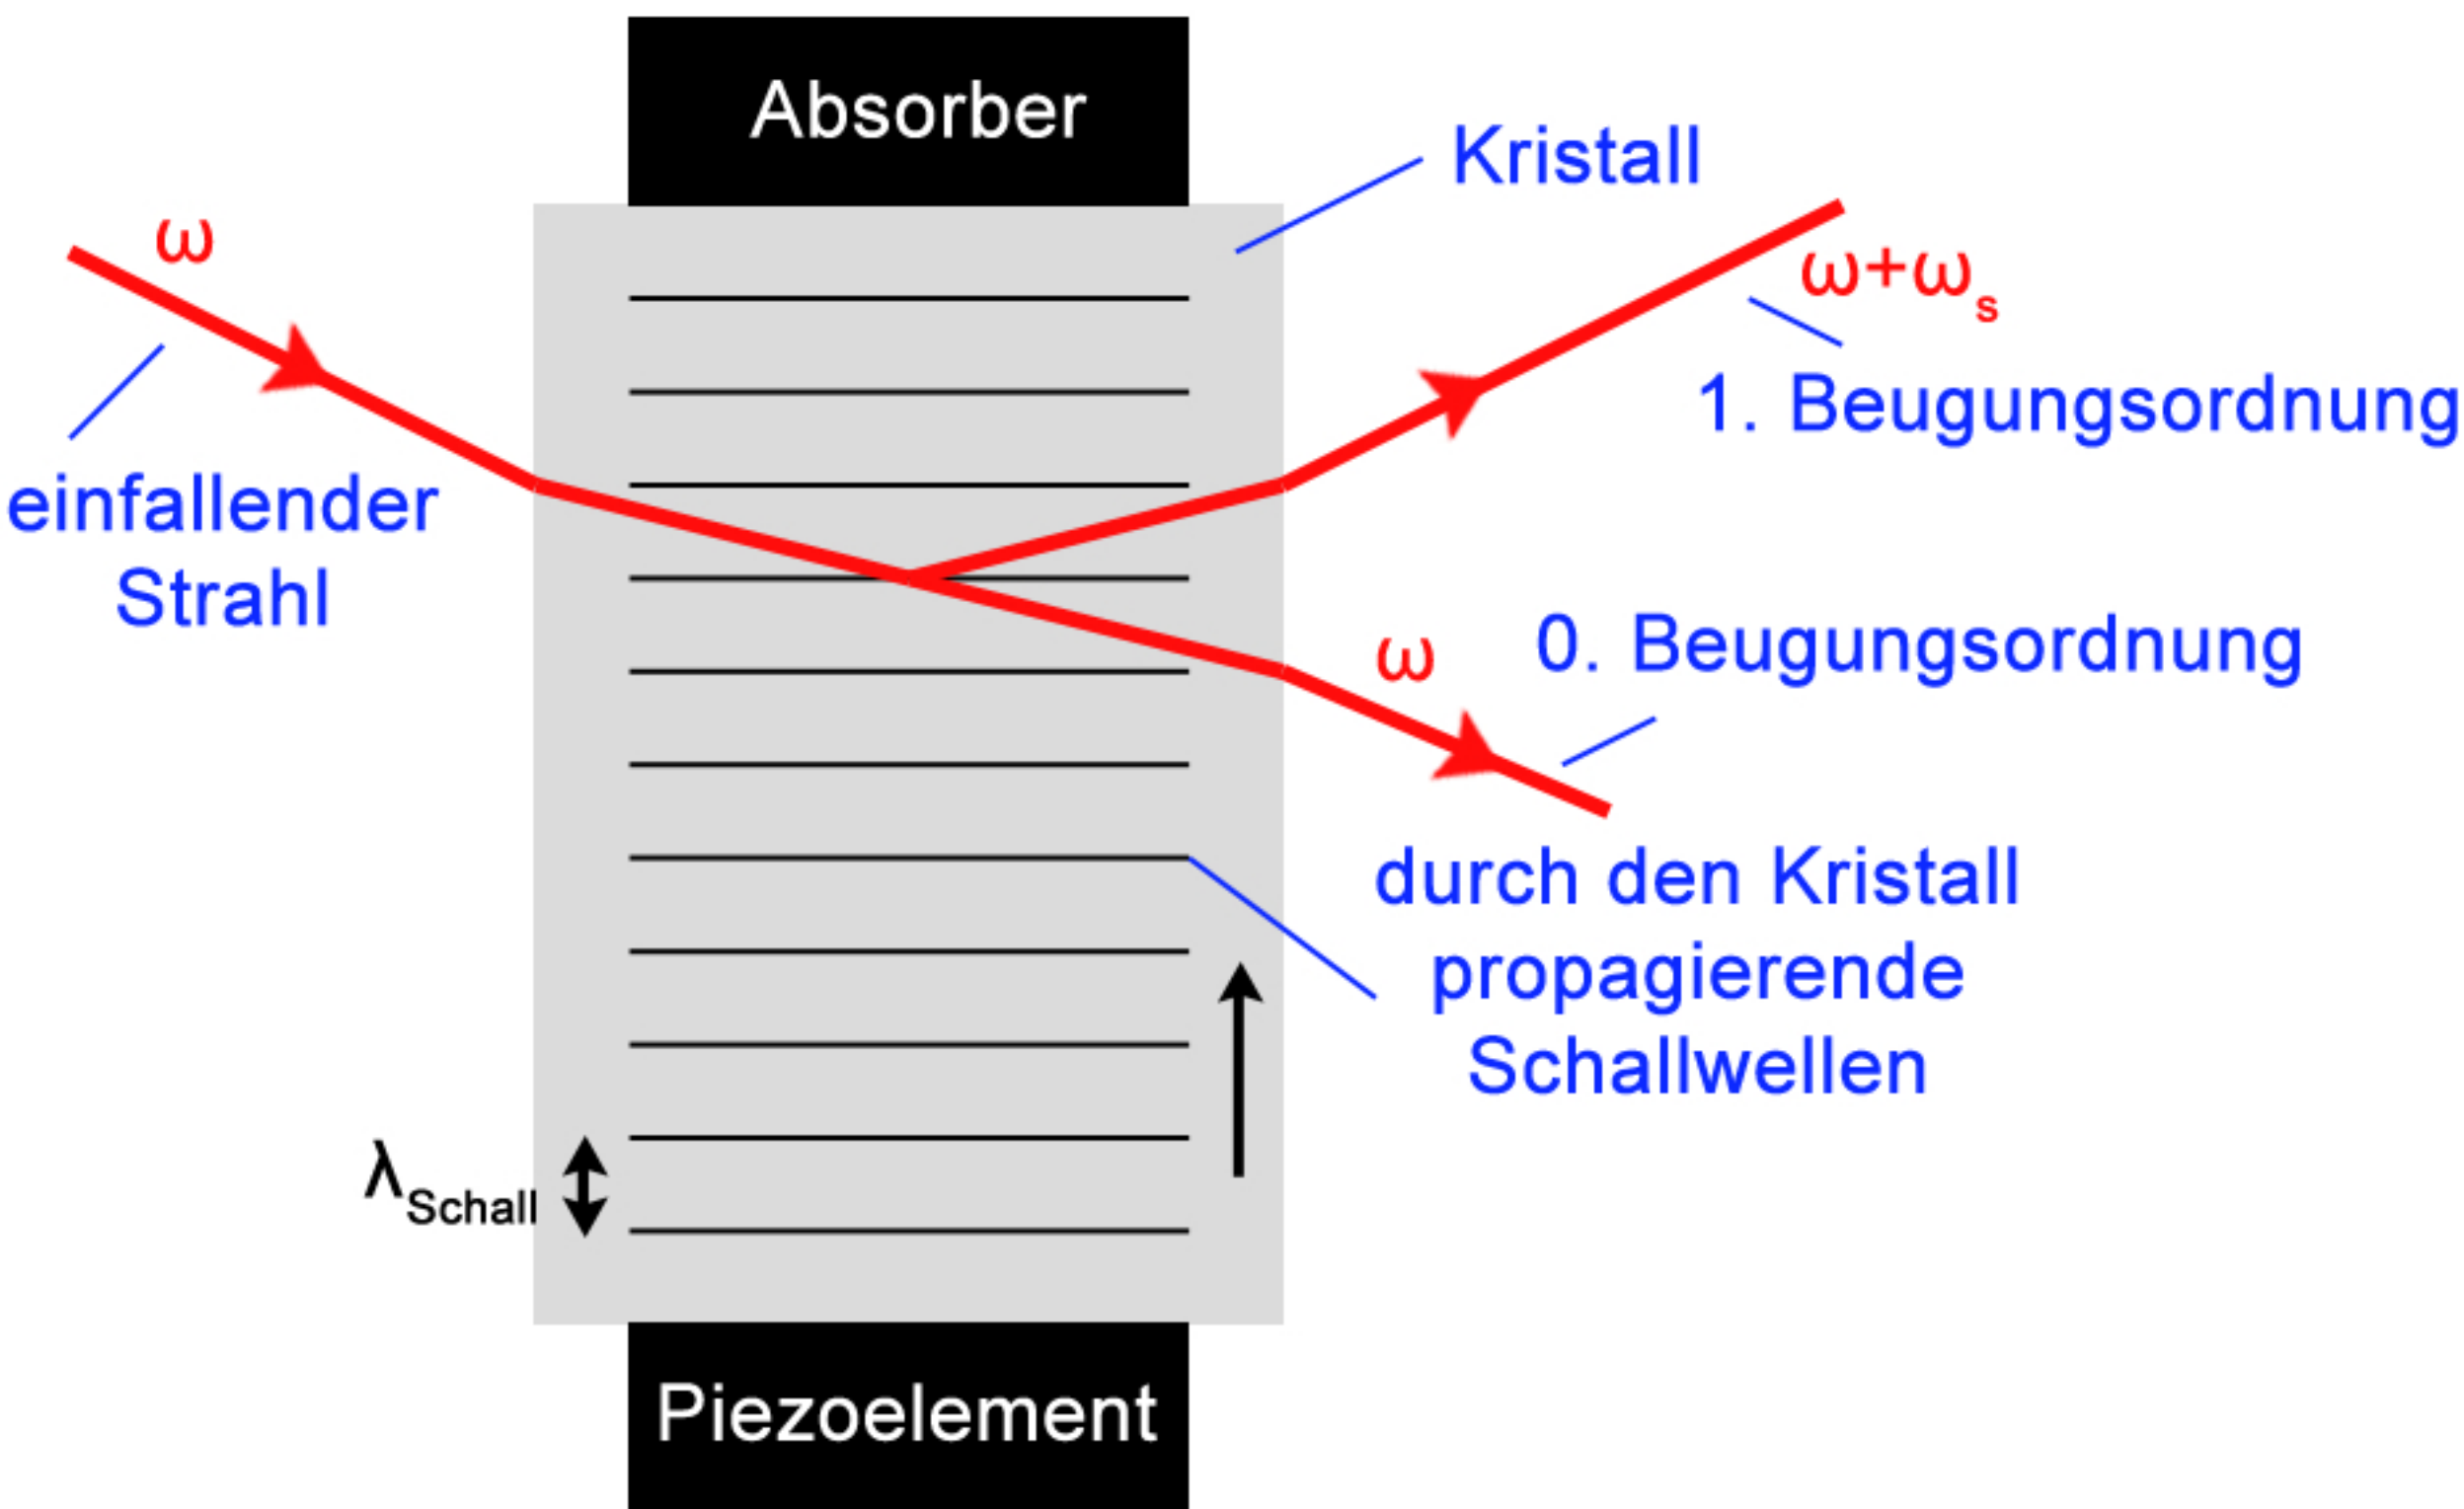 Absorber
Kristall
ω
ω+ωs
1. Beugungsordnung
einfallender
Strahl
0. Beugungsordnung
ω
durch den Kristall
propagierende
Schallwellen
λSchall
Piezoelement